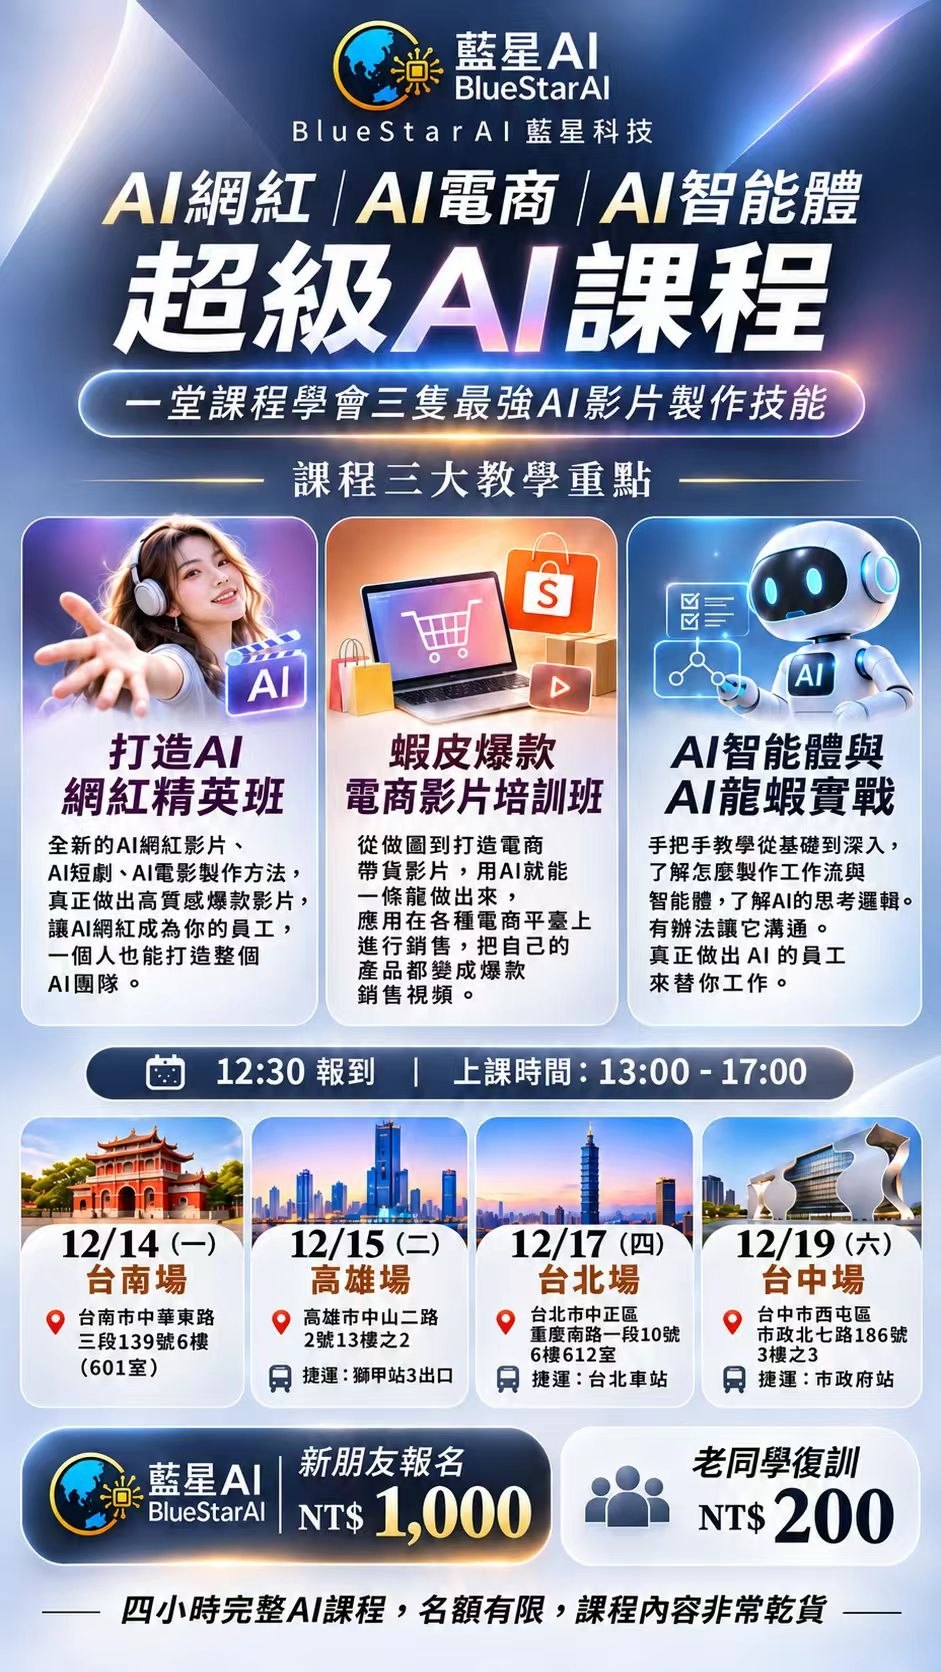 藍星AI
BlueStarAI
BlueStarAI 藍星科技
AI網紅｜AI電商｜AI智能體
超級AI課程
一堂課程學會三隻最強AI影片製作技能
課程三大教學重點
AI
打造AI
網紅精英班
全新的AI網紅影片、
AI短劇、AI電影製作方法，
真正做出高質感爆款影片，
讓AI網紅成為你的員工，
一個人也能打造整個
AI團隊。
S
蝦皮爆款
電商影片培訓班
從做圖到打造電商
帶貨影片，用AI就能
一條龍做出來，
應用在各種電商平臺上
進行銷售，把自己的
產品都變成爆款
銷售視頻。
AI
AI智能體與
AI龍蝦實戰
手把手教學從基礎到深入，
了解怎麼製作工作流與
智能體，了解AI的思考邏輯。
有辦法讓它溝通。
真正做出 AI 的員工
來替你工作。
12:30 報到 ｜ 上課時間：13:00 - 17:00
12/14（一）
台南場
台南市中華東路
三段139號6樓
（601室）
12/15（二）
高雄場
高雄市中山二路
2號13樓之2
捷運：獅甲站3出口
12/17（四）
台北場
台北市中正區
重慶南路一段10號
6樓612室
捷運：台北車站
12/19（六）
台中場
台中市西屯區
市政北七路186號
3樓之3
捷運：市政府站
藍星AI
BlueStarAI
新朋友報名
NT$ 1,000
老同學復訓
NT$ 200
四小時完整AI課程，名額有限，課程內容非常乾貨